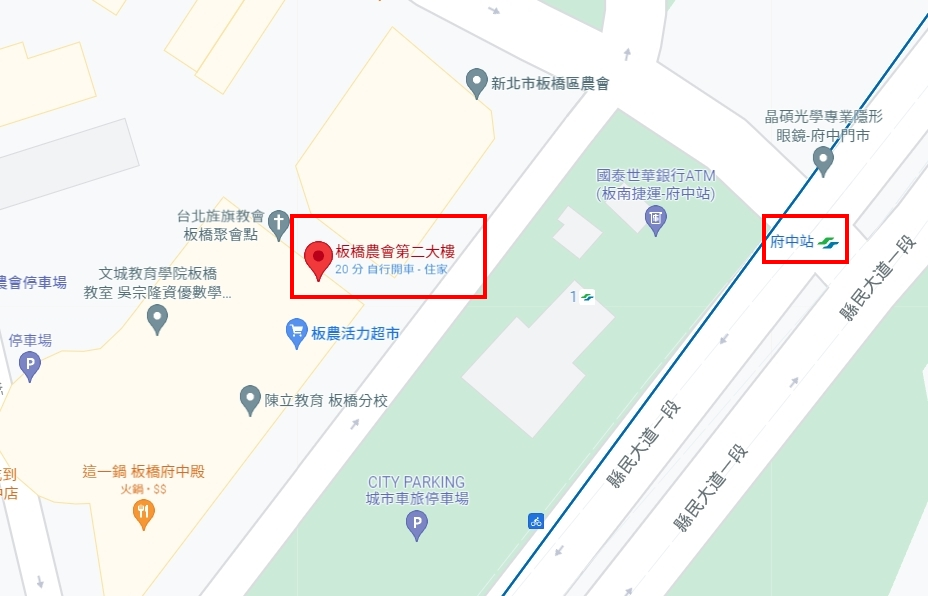 新北市板橋區農會
晶碩光學專業隱形
眼鏡-府中門市
國泰世華銀行ATM
(板南捷運-府中站)
台北旌旗教會
板橋聚會點
府中站
板橋農會第二大樓
20 分 自行開車 - 住家
農會停車場
文城教育學院板橋
教室 吳宗隆資優數學...
1
縣民大道一段
停車場
P
板農活力超市
陳立教育 板橋分校
縣民大道一段
縣民大道一段
這一鍋 板橋府中殿
火鍋・$$
到
店
CITY PARKING
城市車旅停車場
P